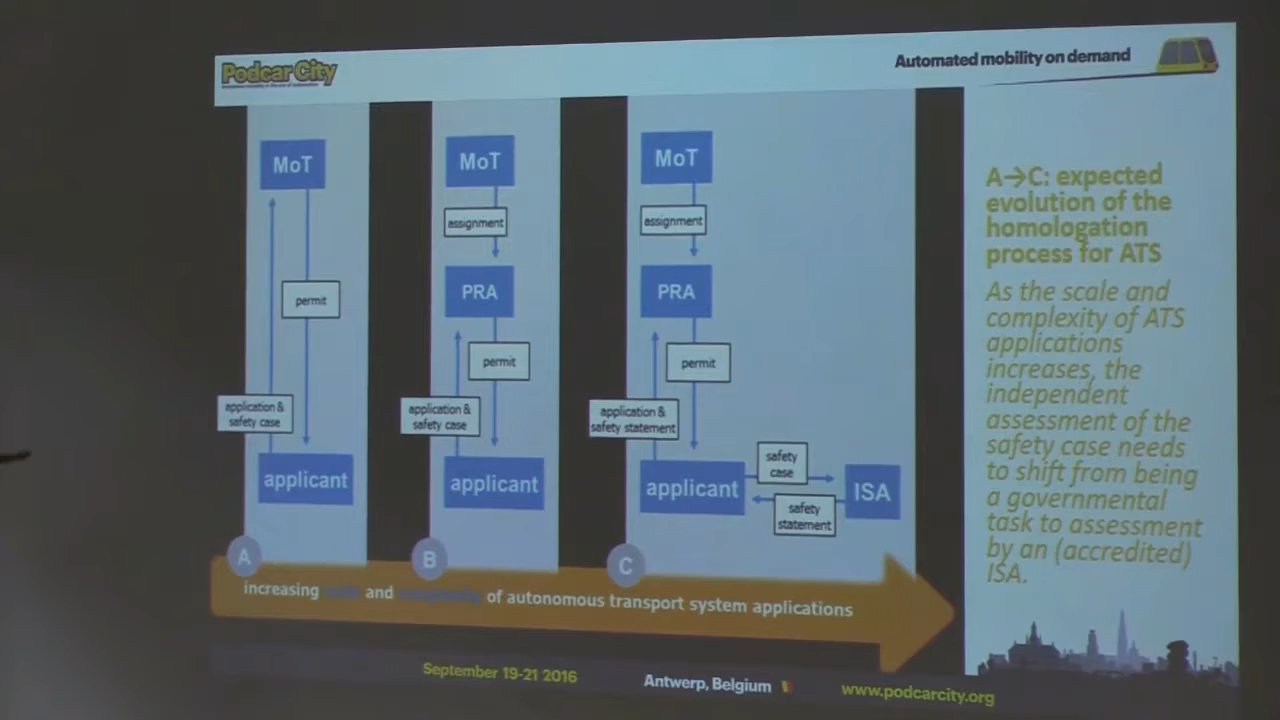 Podcar City
Automated mobility on demand
MoT
permit
application &
safety case
applicant
A
MoT
assignment
PRA
permit
application &
safety case
applicant
B
MoT
assignment
PRA
permit
application &
safety statement
applicant
safety
case
safety
statement
ISA
C
increasing scale and complexity of autonomous transport system applications
A→C: expected
evolution of the
homologation
process for ATS
As the scale and
complexity of ATS
applications
increases, the
independent
assessment of the
safety case needs
to shift from being
a governmental
task to assessment
by an (accredited)
ISA.
September 19-21 2016
Antwerp, Belgium
www.podcarcity.org